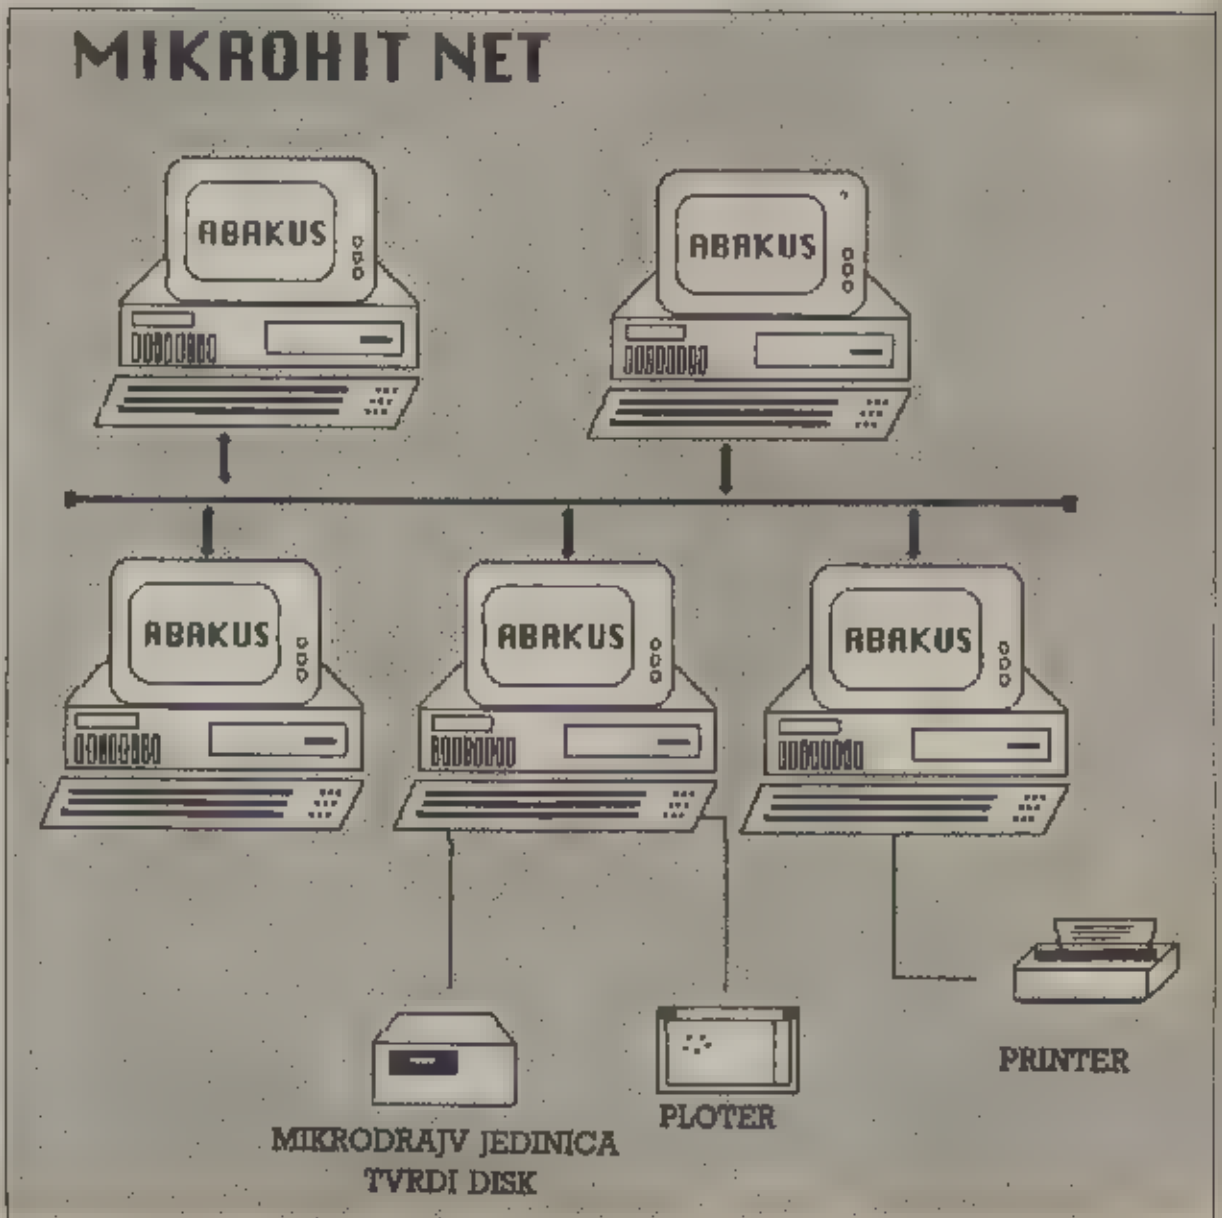 MIKROHIT NET
ABAKUS
ABAKUS
ABAKUS
ABAKUS
ABAKUS
PRINTER
PLOTER
MIKRODRAJV JEDINICA
TVRDI DISK